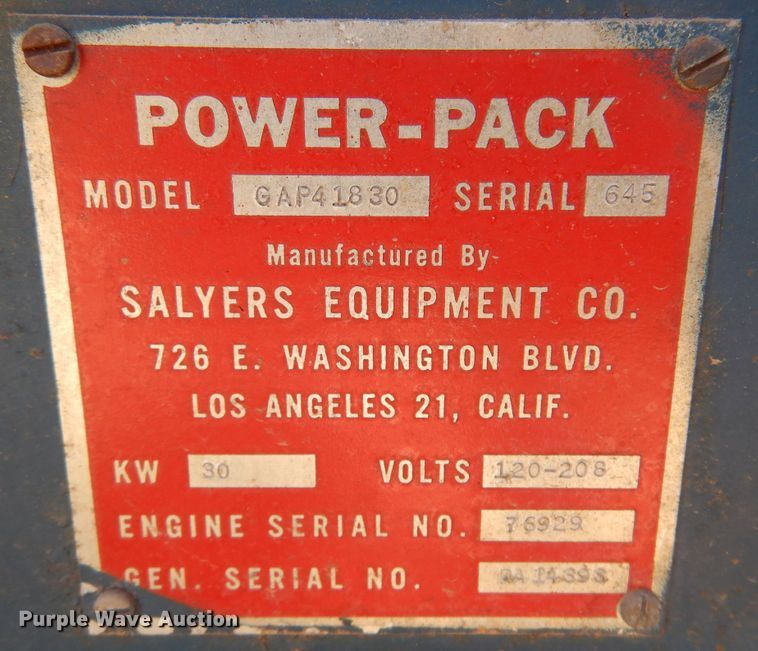 POWER-PACK
MODEL GAP41830 SERIAL 645
Manufactured By
SALYERS EQUIPMENT CO.
726 E. WASHINGTON BLVD.
LOS ANGELES 21, CALIF.
KW 30 VOLTS 120-208
ENGINE SERIAL NO. 76929
GEN. SERIAL NO.
Purple Wave Auction